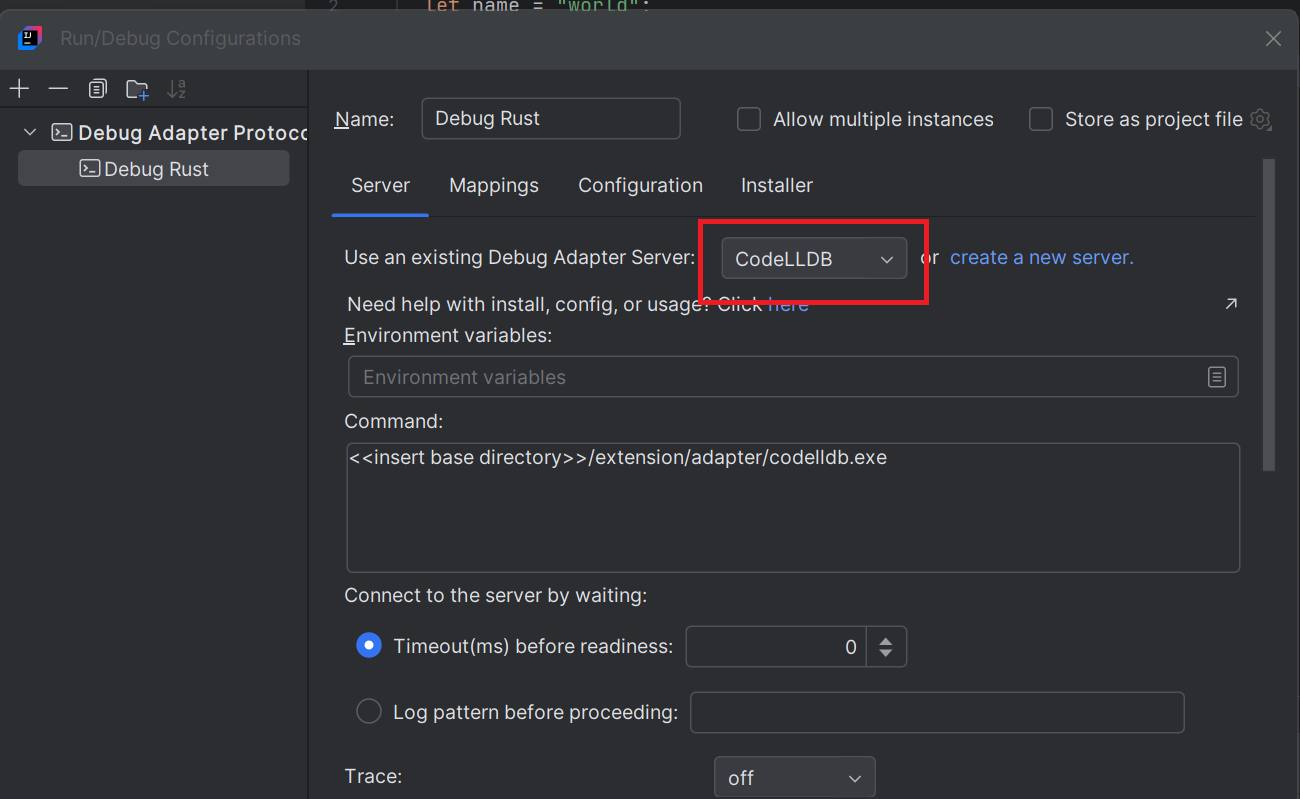 2 let name = "world";
Run/Debug Configurations
Debug Adapter Protoco
Debug Rust
Name: Debug Rust Allow multiple instances Store as project file
Server Mappings Configuration Installer
Use an existing Debug Adapter Server: CodeLLDB or create a new server.
Need help with install, config, or usage? Click here
Environment variables:
Environment variables
Command:
<<insert base directory>>/extension/adapter/codelldb.exe
Connect to the server by waiting:
Timeout(ms) before readiness: 0
Log pattern before proceeding:
Trace: off